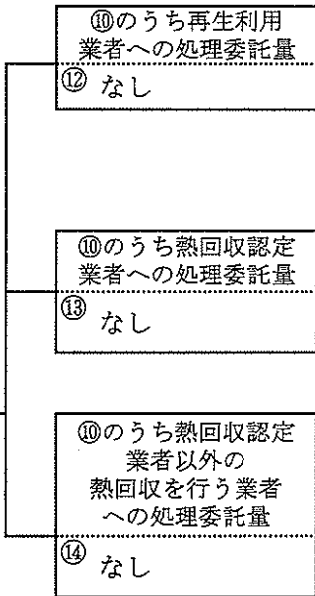 ⑩のうち再生利用
業者への処理委託量
⑫ なし
⑩のうち熱回収認定
業者への処理委託量
⑬ なし
⑩のうち熱回収認定
業者以外の
熱回収を行う業者
への処理委託量
⑭ なし